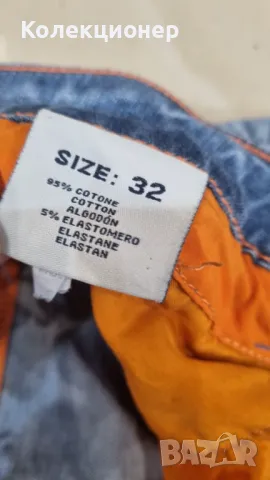 Колекционер
SIZE: 32
95% COTONE
COTTON
ALGODÓN
5% ELASTOMERO
ELASTANE
ELASTAN
BAZAR